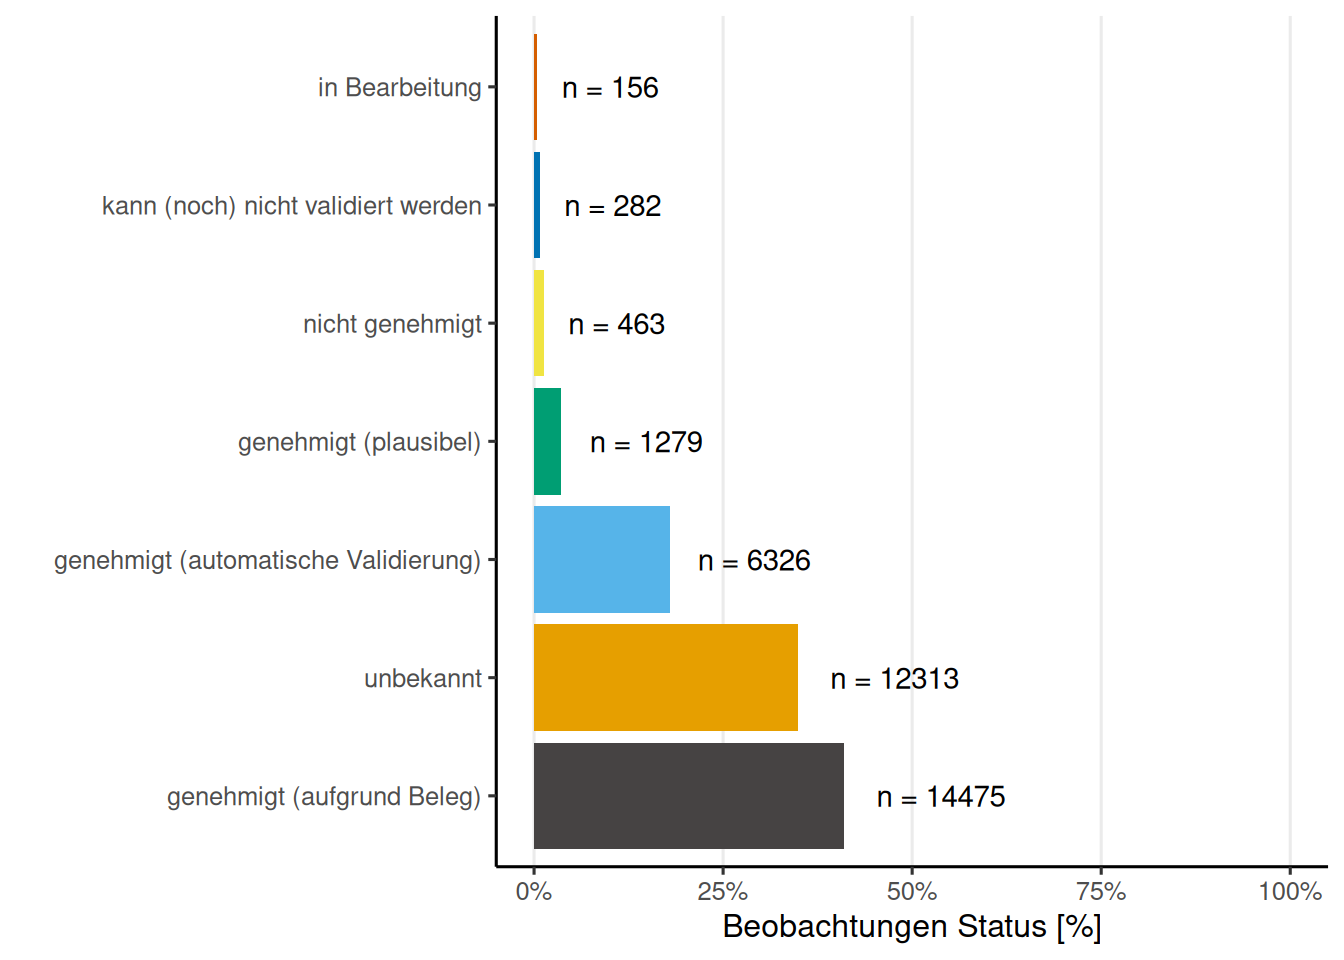 in Bearbeitung
n = 156
kann (noch) nicht validiert werden
n = 282
nicht genehmigt
n = 463
genehmigt (plausibel)
n = 1279
genehmigt (automatische Validierung)
n = 6326
unbekannt
n = 12313
genehmigt (aufgrund Beleg)
n = 14475
0% 25% 50% 75% 100%
Beobachtungen Status [%]